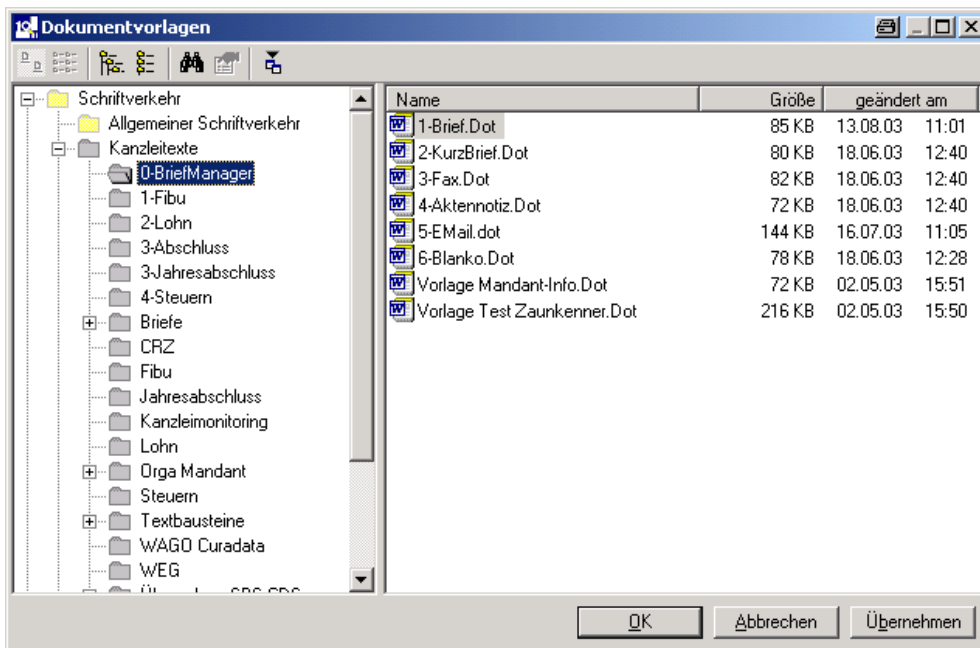 Dokumentvorlagen
Schriftverkehr
Allgemeiner Schriftverkehr
Kanzleitexte
0-BriefManager
1-Fibu
2-Lohn
3-Abschluss
3-Jahresabschluss
4-Steuern
Briefe
CRZ
Fibu
Jahresabschluss
Kanzleimonitoring
Lohn
Orga Mandant
Steuern
Textbausteine
WAGO Curadata
WEG
Name Größe geändert am
1-Brief.Dot 85 KB 13.08.03 11:01
2-KurzBrief.Dot 80 KB 18.06.03 12:40
3-Fax.Dot 82 KB 18.06.03 12:40
4-Aktennotiz.Dot 72 KB 18.06.03 12:40
5-EMail.dot 144 KB 16.07.03 11:05
6-Blanko.Dot 78 KB 18.06.03 12:28
Vorlage Mandant-Info.Dot 72 KB 02.05.03 15:51
Vorlage Test Zaunkenner.Dot 216 KB 02.05.03 15:50
OK Abbrechen Übernehmen